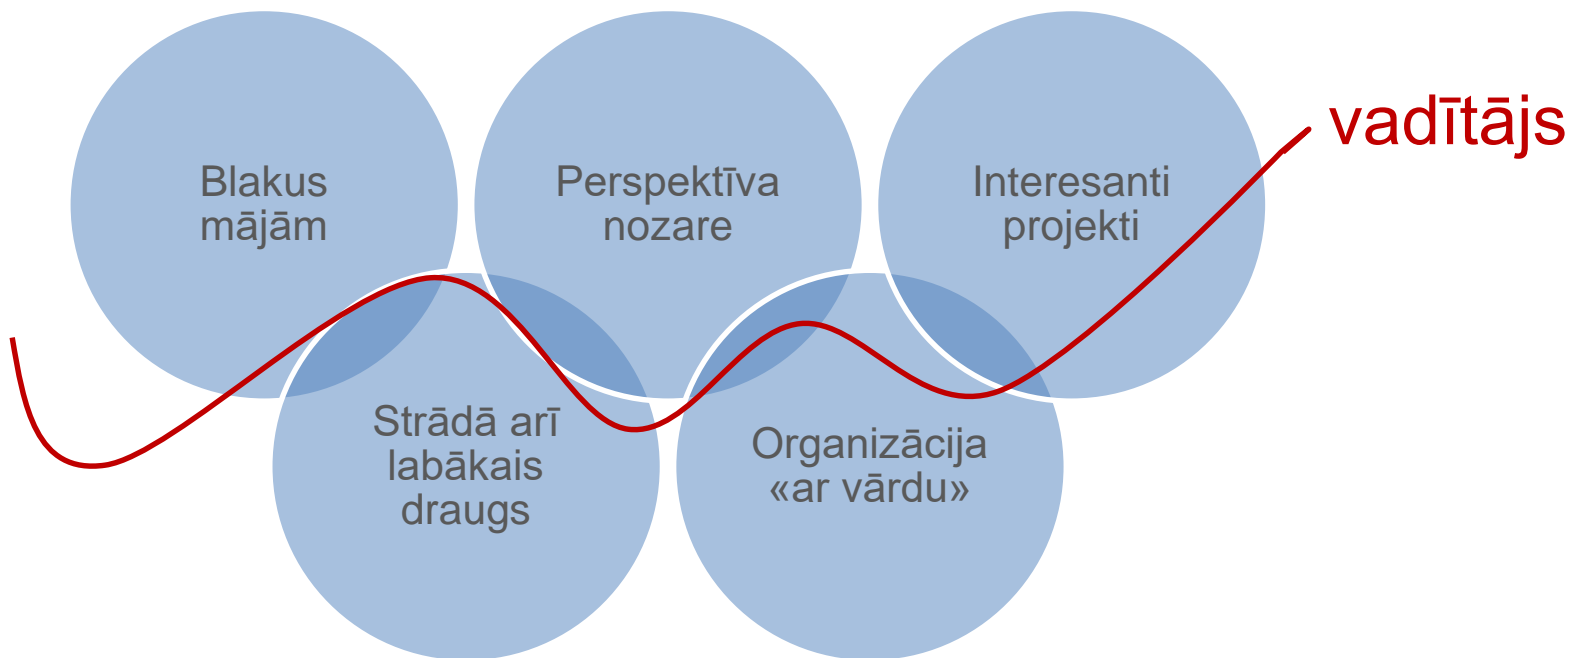 Blakus
mājām
Perspektīva
nozare
Interesanti
projekti
vadītājs
Strādā arī
labākais
draugs
Organizācija
«ar vārdu»